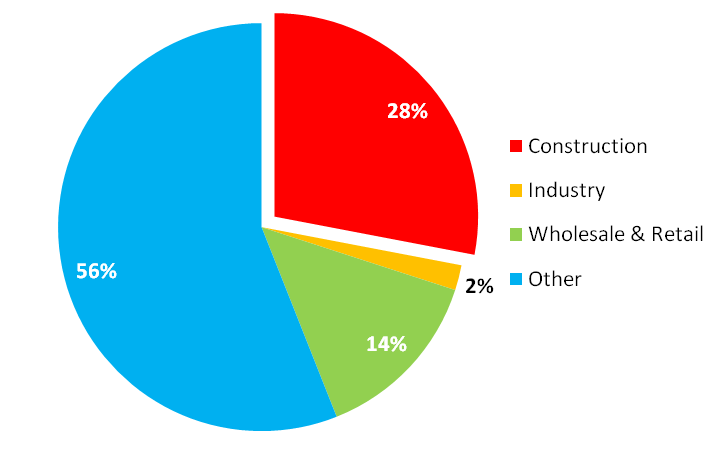 28%
Construction
Industry
Wholesale & Retail
Other
56%
2%
14%